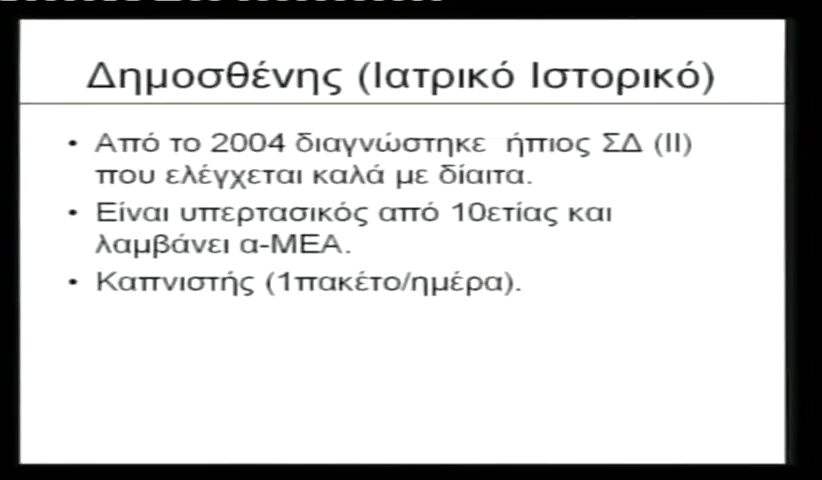 Δημοσθένης (Ιατρικό Ιστορικό)
• Από το 2004 διαγνώστηκε ήπιος ΣΔ (II)
που ελέγχεται καλά με δίαιτα.
• Είναι υπερτασικός από 10ετίας και
λαμβάνει α-ΜΕΑ.
• Καπνιστής (1πακέτο/ημέρα).